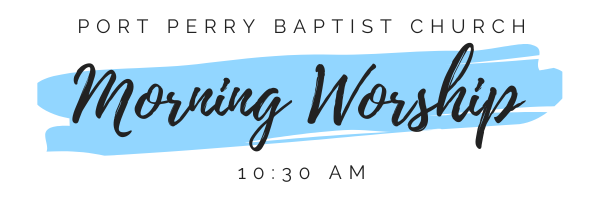 PORT PERRY BAPTIST CHURCH
Morning Worship
10:30 AM